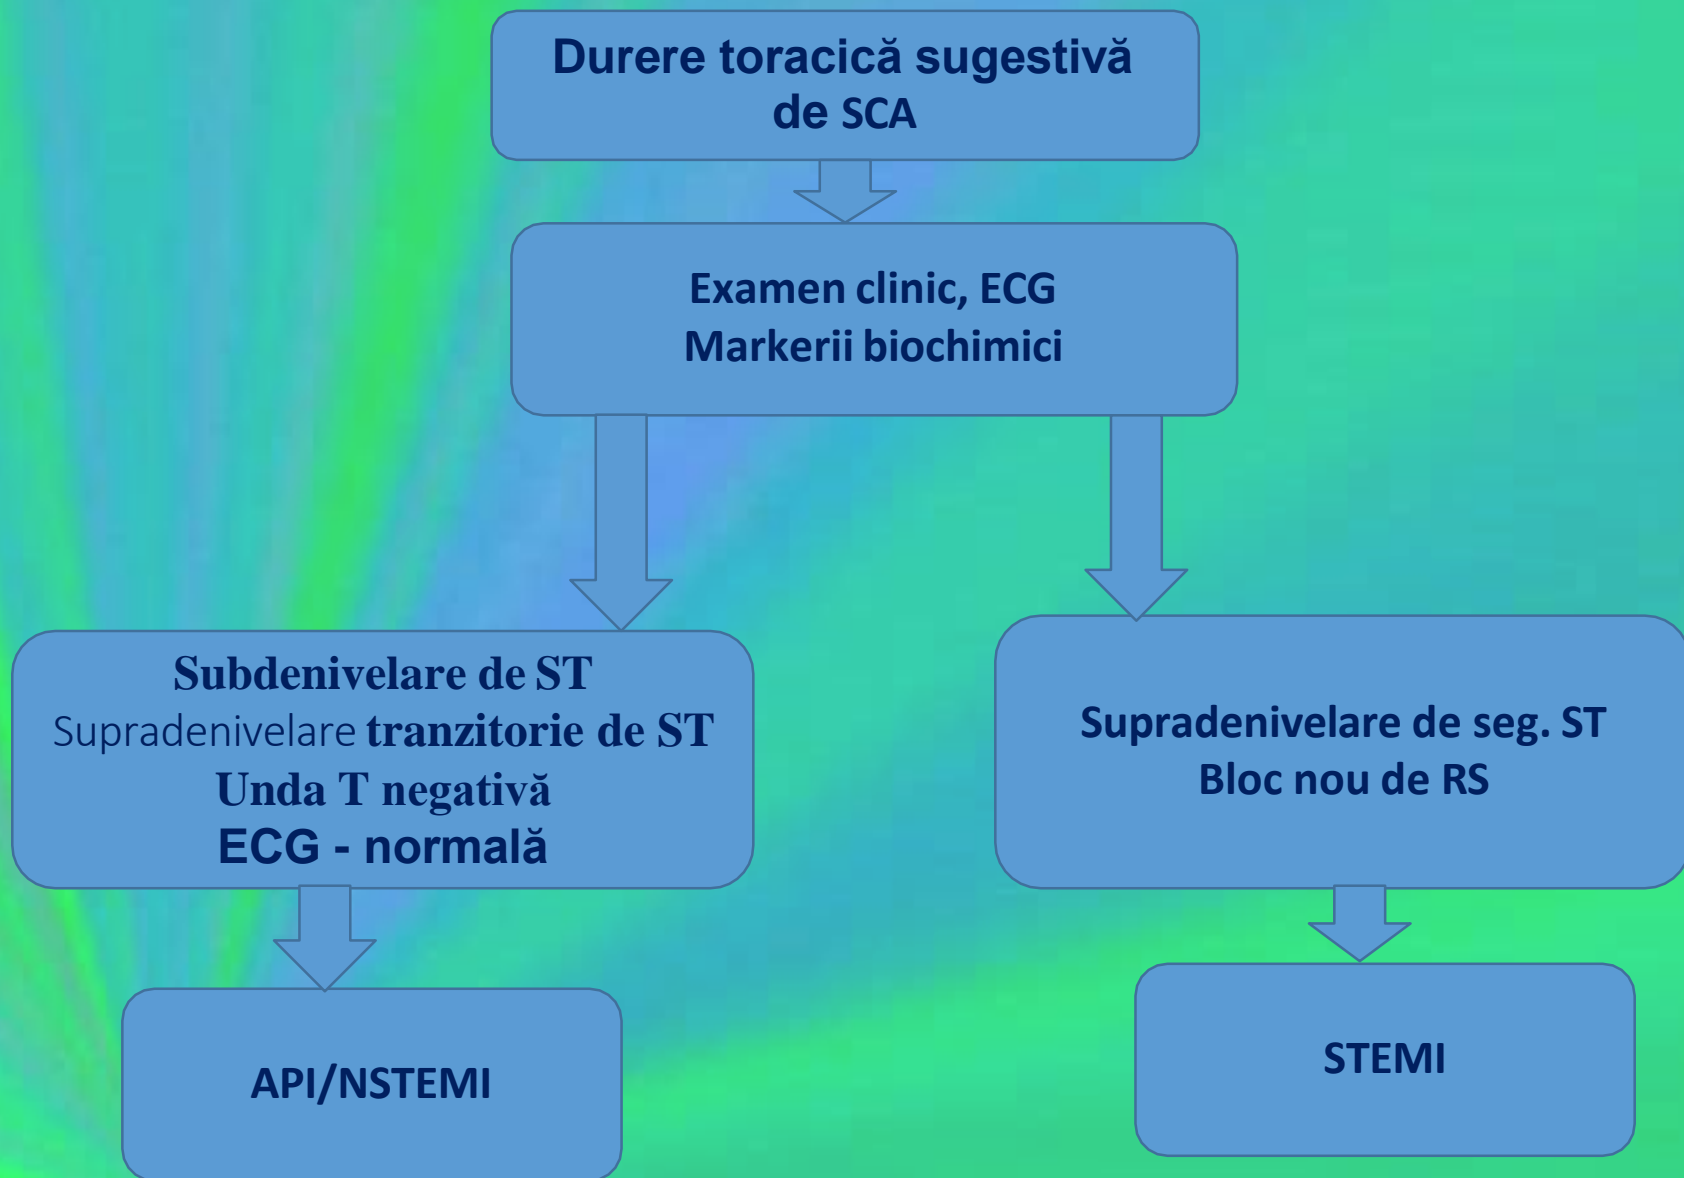 Durere toracică sugestivă
de SCA
Examen clinic, ECG
Markerii biochimici
Subdenivelare de ST
Supradenivelare tranzitorie de ST
Unda T negativă
ECG - normală
Supradenivelare de seg. ST
Bloc nou de RS
API/NSTEMI
STEMI